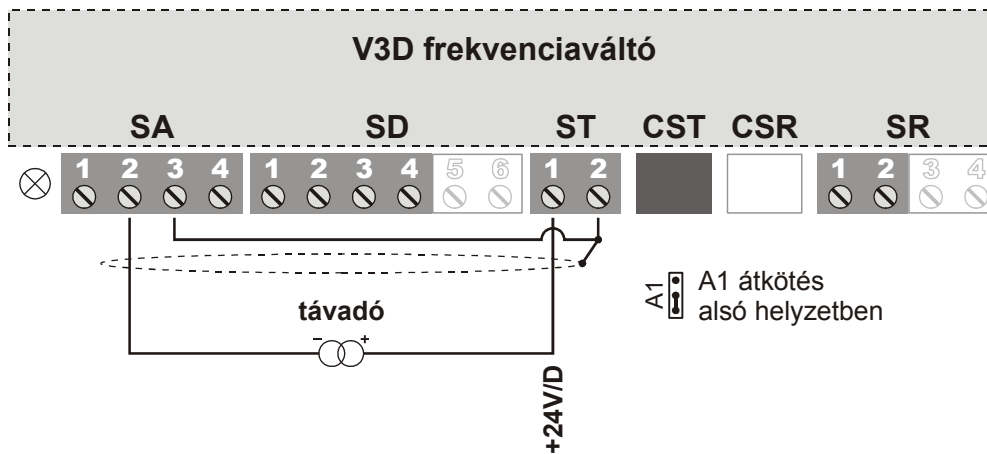 V3D frekvenciaváltó
SA SD ST CST CSR SR
1 2 3 4 1 2 3 4 5 6 1 2 1 2 3 4
A1
A1 átkötés
alsó helyzetben
távadó
- +
+24V/D